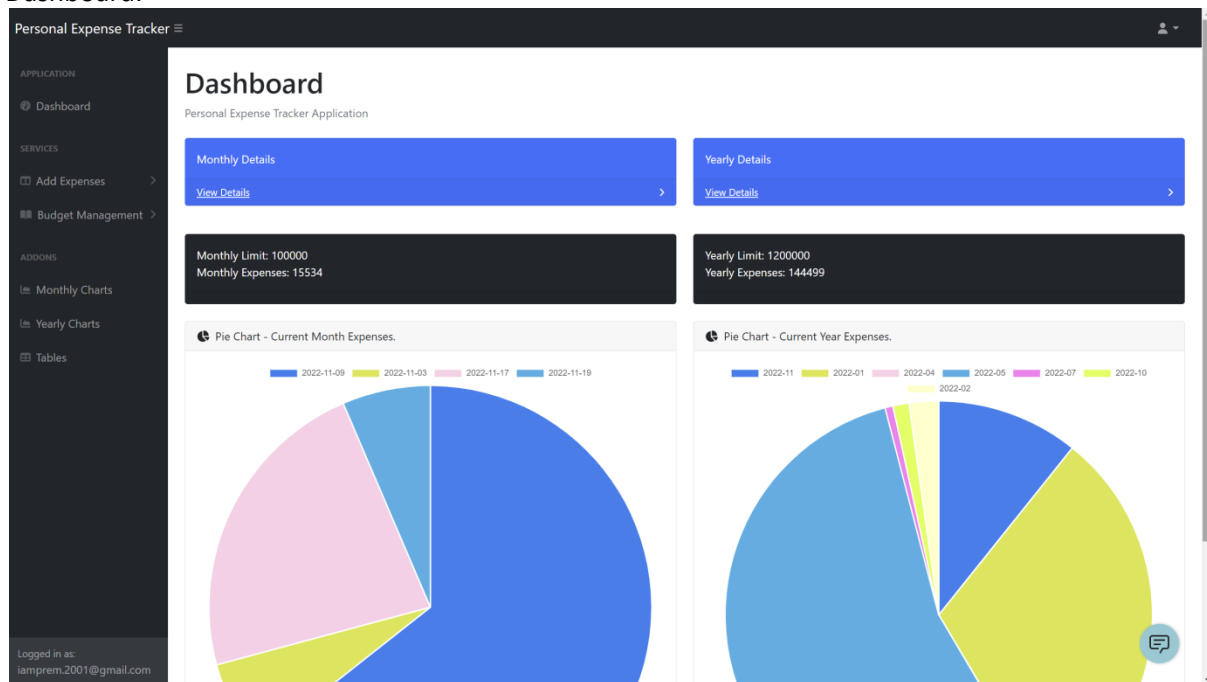 Dashboard:
Personal Expense Tracker
APPLICATION
Dashboard
SERVICES
Add Expenses
Budget Management
ADDONS
Monthly Charts
Yearly Charts
Tables
Logged in as:
iamprem.2001@gmail.com
Dashboard
Personal Expense Tracker Application
Monthly Details
View Details
Yearly Details
View Details
Monthly Limit: 100000
Monthly Expenses: 15534
Yearly Limit: 1200000
Yearly Expenses: 144499
Pie Chart - Current Month Expenses.
2022-11-09 2022-11-03 2022-11-17 2022-11-19
Pie Chart - Current Year Expenses.
2022-11 2022-01 2022-04 2022-05 2022-07 2022-10
2022-02